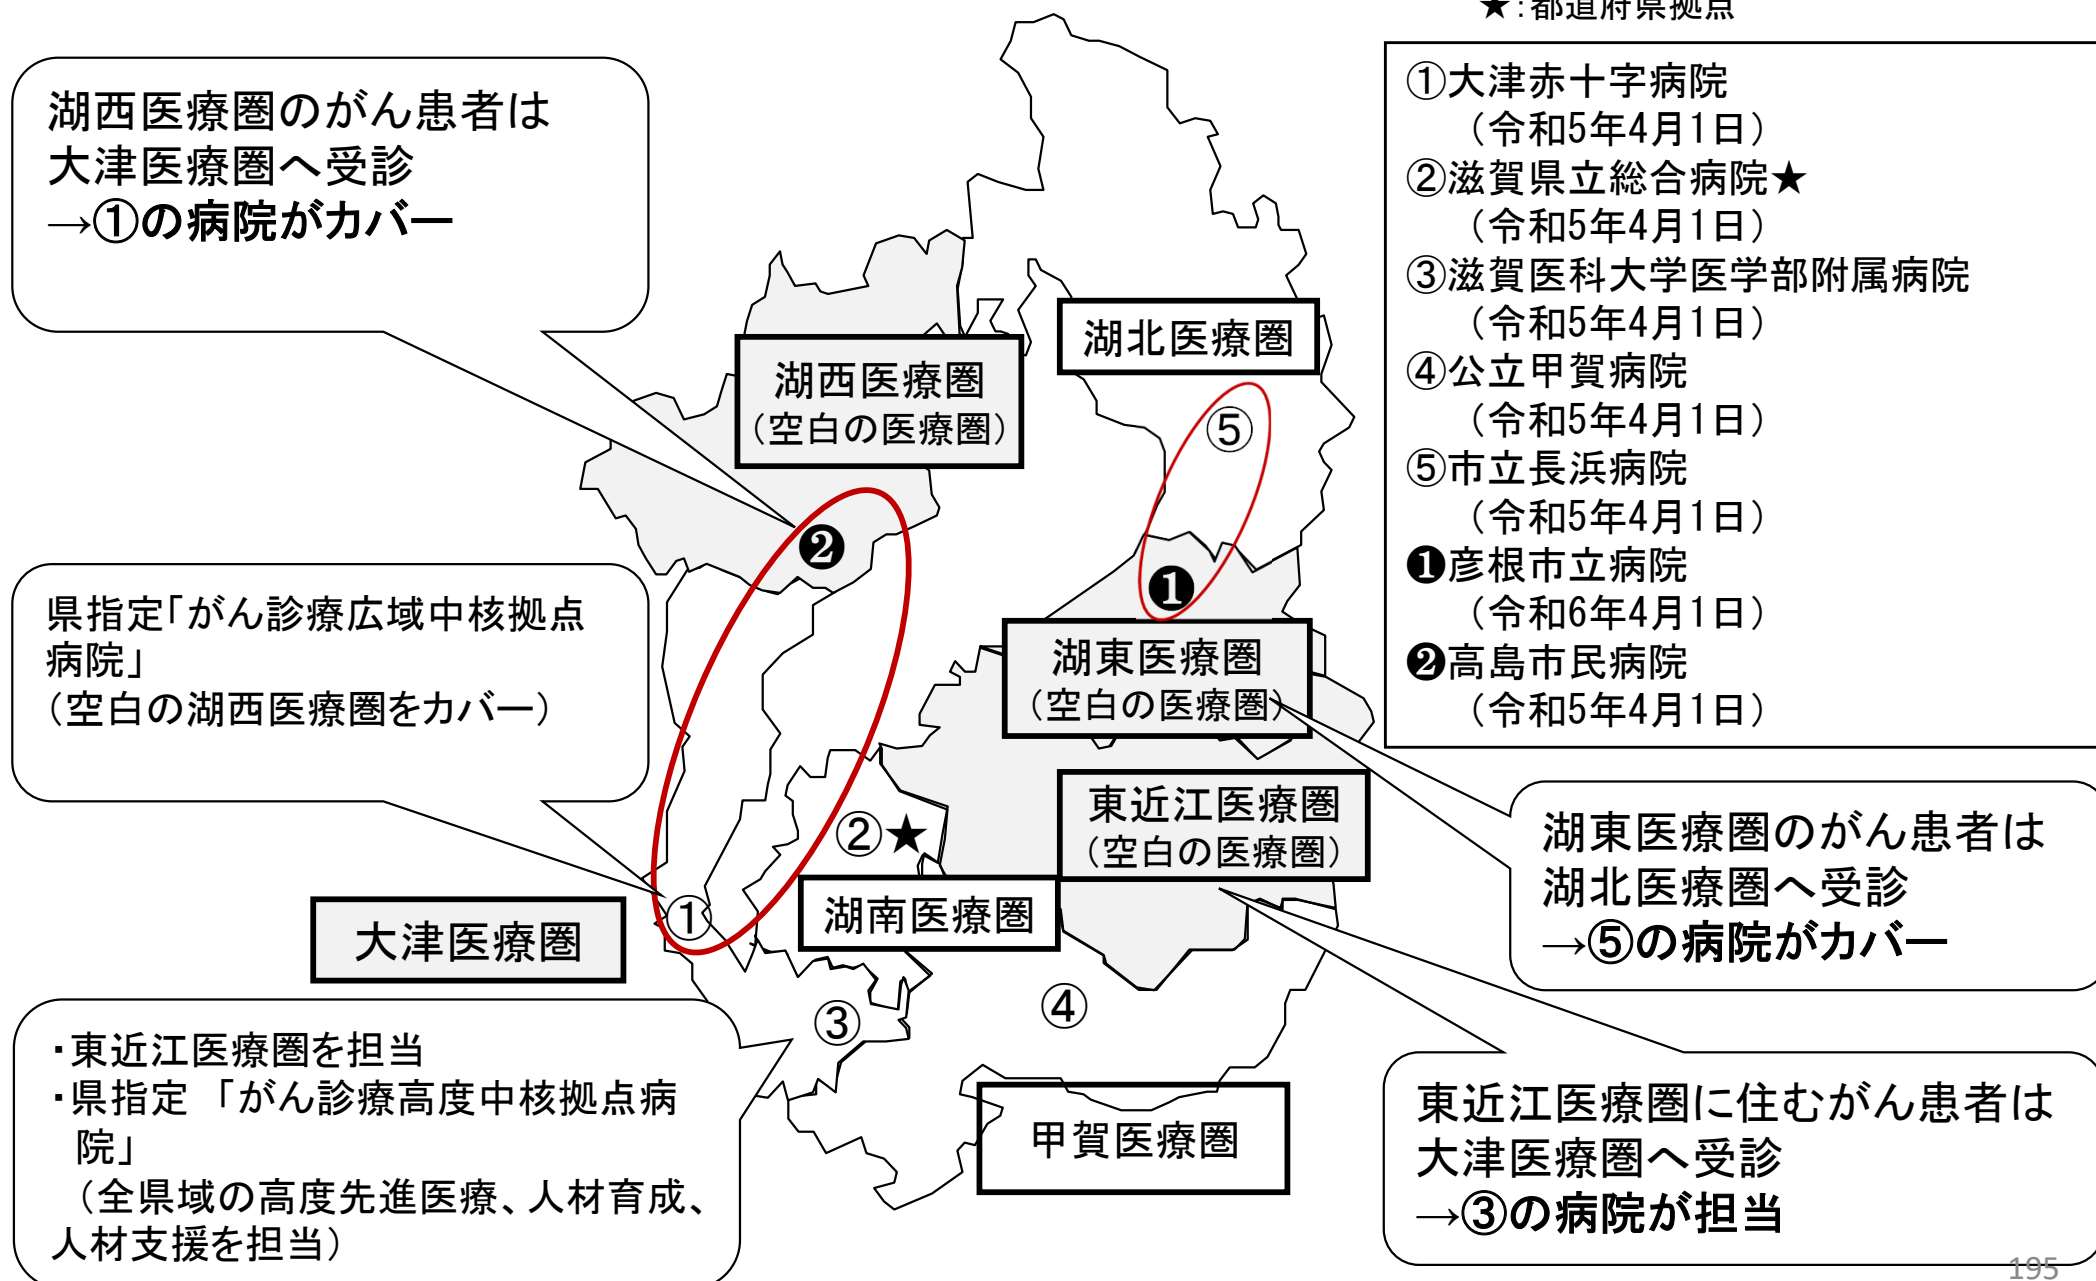 ★:都道府県拠点
湖西医療圏のがん患者は
大津医療圏へ受診
→①の病院がカバー
①大津赤十字病院
(令和5年4月1日)
②滋賀県立総合病院★
(令和5年4月1日)
③滋賀医科大学医学部附属病院
(令和5年4月1日)
④公立甲賀病院
(令和5年4月1日)
⑤市立長浜病院
(令和5年4月1日)
❶彦根市立病院
(令和6年4月1日)
❷高島市民病院
(令和5年4月1日)
湖北医療圏
湖西医療圏
(空白の医療圏)
⑤
❷
❶
県指定「がん診療広域中核拠点
病院」
(空白の湖西医療圏をカバー)
湖東医療圏
(空白の医療圏)
東近江医療圏
(空白の医療圏)
②★
湖南医療圏
①
大津医療圏
湖東医療圏のがん患者は
湖北医療圏へ受診
→⑤の病院がカバー
③
④
・東近江医療圏を担当
・県指定 「がん診療高度中核拠点病
院」
(全県域の高度先進医療、人材育成、
人材支援を担当)
甲賀医療圏
東近江医療圏に住むがん患者は
大津医療圏へ受診
→③の病院が担当
195